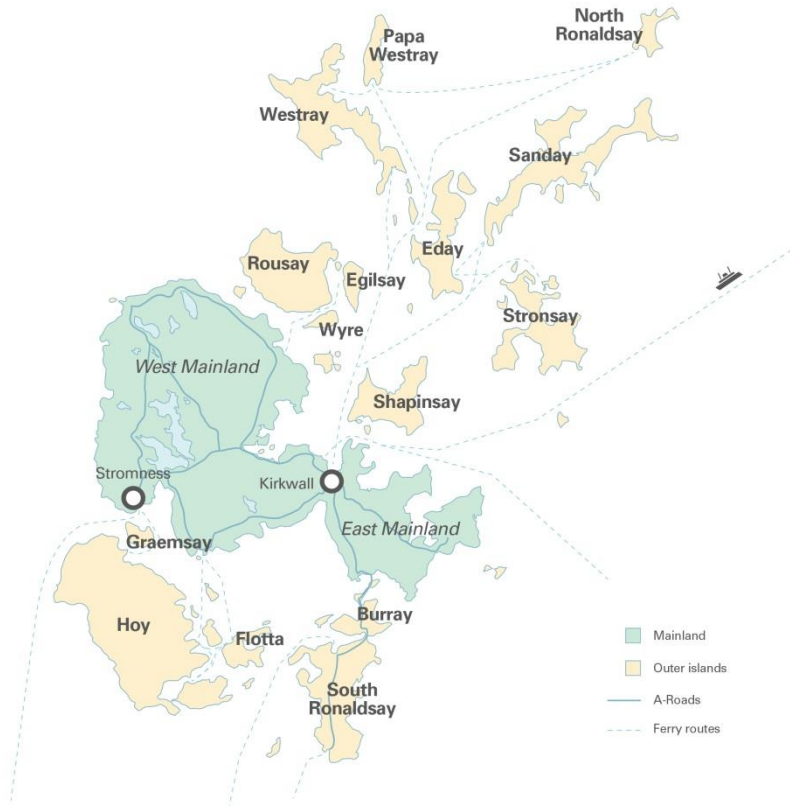 North
Ronaldsay
Papa
Westray
Westray
Sanday
Eday
Rousay
Egilsay
Stronsay
Wyre
West Mainland
Shapinsay
Stromness
Kirkwall
East Mainland
Graemsay
Burray
Hoy
Flotta
South
Ronaldsay
Mainland
Outer islands
A-Roads
Ferry routes